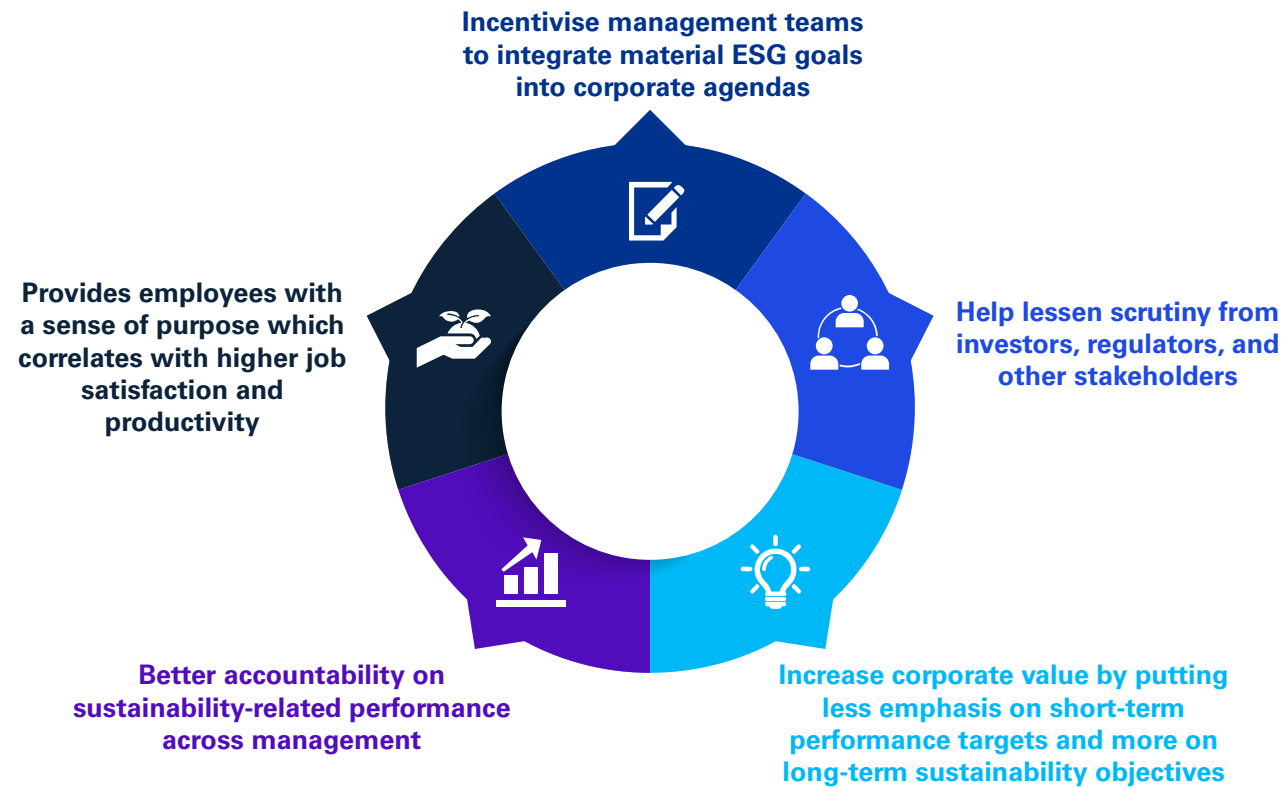 Incentivise management teams
to integrate material ESG goals
into corporate agendas
Help lessen scrutiny from
investors, regulators, and
other stakeholders
Increase corporate value by putting
less emphasis on short-term
performance targets and more on
long-term sustainability objectives
Better accountability on
sustainability-related performance
across management
Provides employees with
a sense of purpose which
correlates with higher job
satisfaction and
productivity